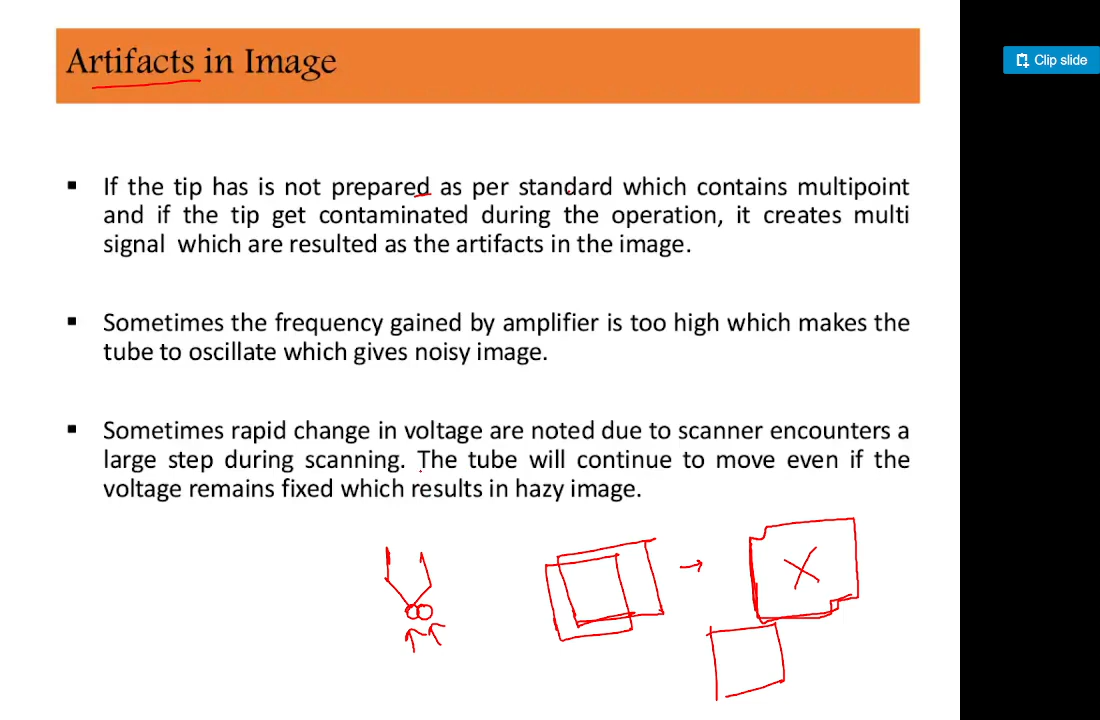 Artifacts in Image
Clip slide
▪ If the tip has is not prepared as per standard which contains multipoint
and if the tip get contaminated during the operation, it creates multi
signal which are resulted as the artifacts in the image.
▪ Sometimes the frequency gained by amplifier is too high which makes the
tube to oscillate which gives noisy image.
▪ Sometimes rapid change in voltage are noted due to scanner encounters a
large step during scanning. The tube will continue to move even if the
voltage remains fixed which results in hazy image.